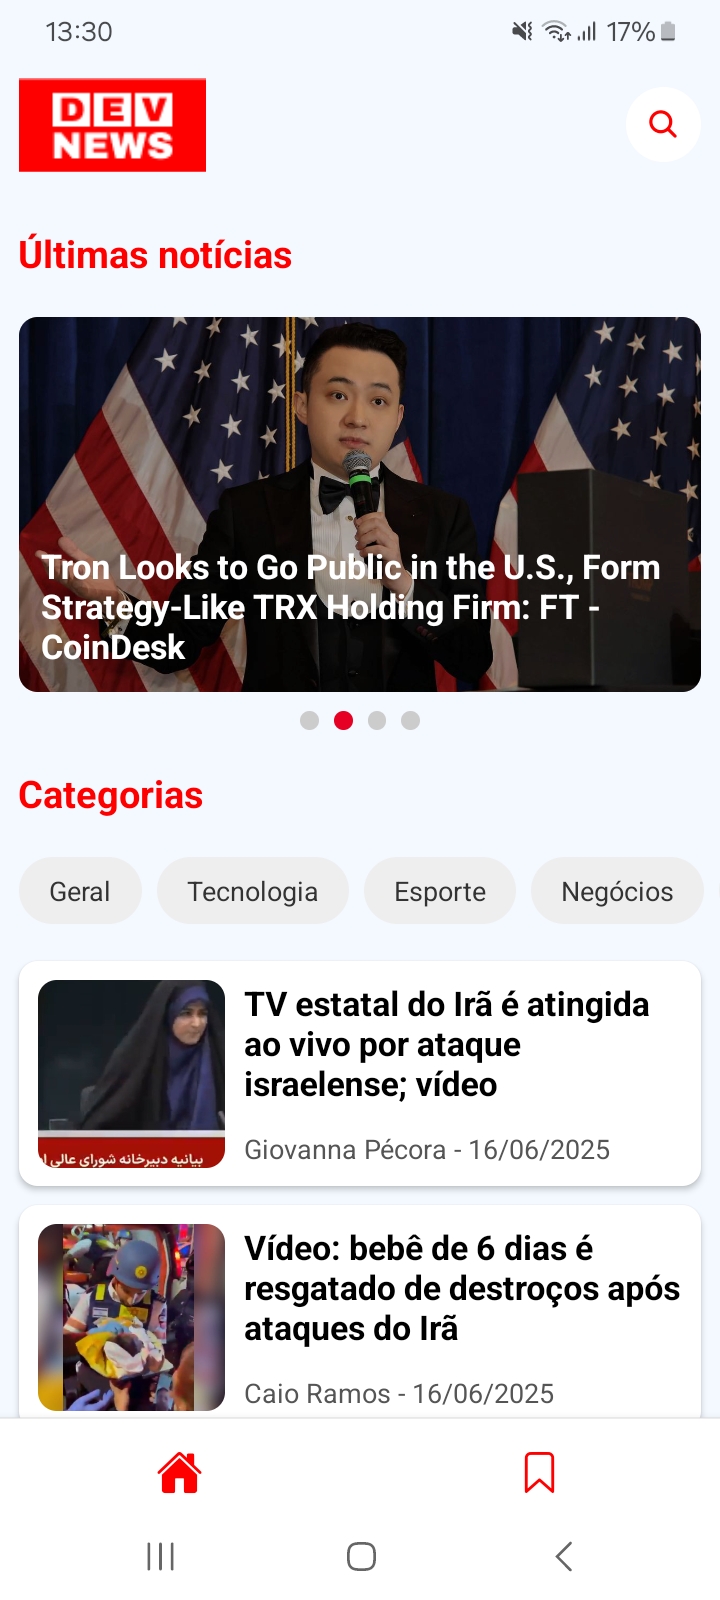 13:30
17%
DEV
NEWS
Últimas notícias
Tron Looks to Go Public in the U.S., Form
Strategy-Like TRX Holding Firm: FT -
CoinDesk
Categorias
Geral
Tecnologia
Esporte
Negócios
TV estatal do Irã é atingida
ao vivo por ataque
israelense; vídeo
بیانیه دبیرخانه شورای عالی
Giovanna Pécora - 16/06/2025
Vídeo: bebê de 6 dias é
resgatado de destroços após
ataques do Irã
Caio Ramos - 16/06/2025